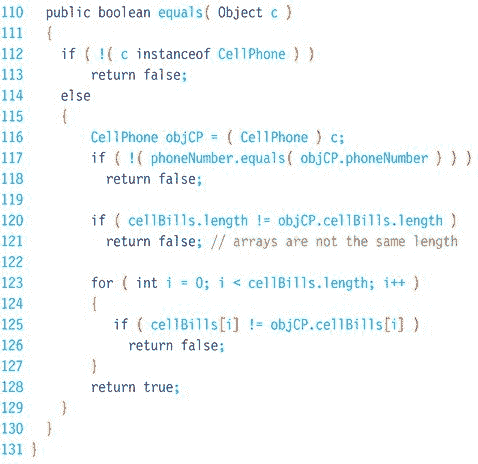 110 public boolean equals( Object c )
111 {
112 if ( !( c instanceof CellPhone ) )
113 return false;
114 else
115 {
116 CellPhone objCP = ( CellPhone ) c;
117 if ( !( phoneNumber.equals( objCP.phoneNumber ) ) )
118 return false;
119
120 if ( cellBills.length != objCP.cellBills.length )
121 return false; // arrays are not the same length
122
123 for ( int i = 0; i < cellBills.length; i++ )
124 {
125 if ( cellBills[i] != objCP.cellBills[i] )
126 return false;
127 }
128 return true;
129 }
130 }
131 }